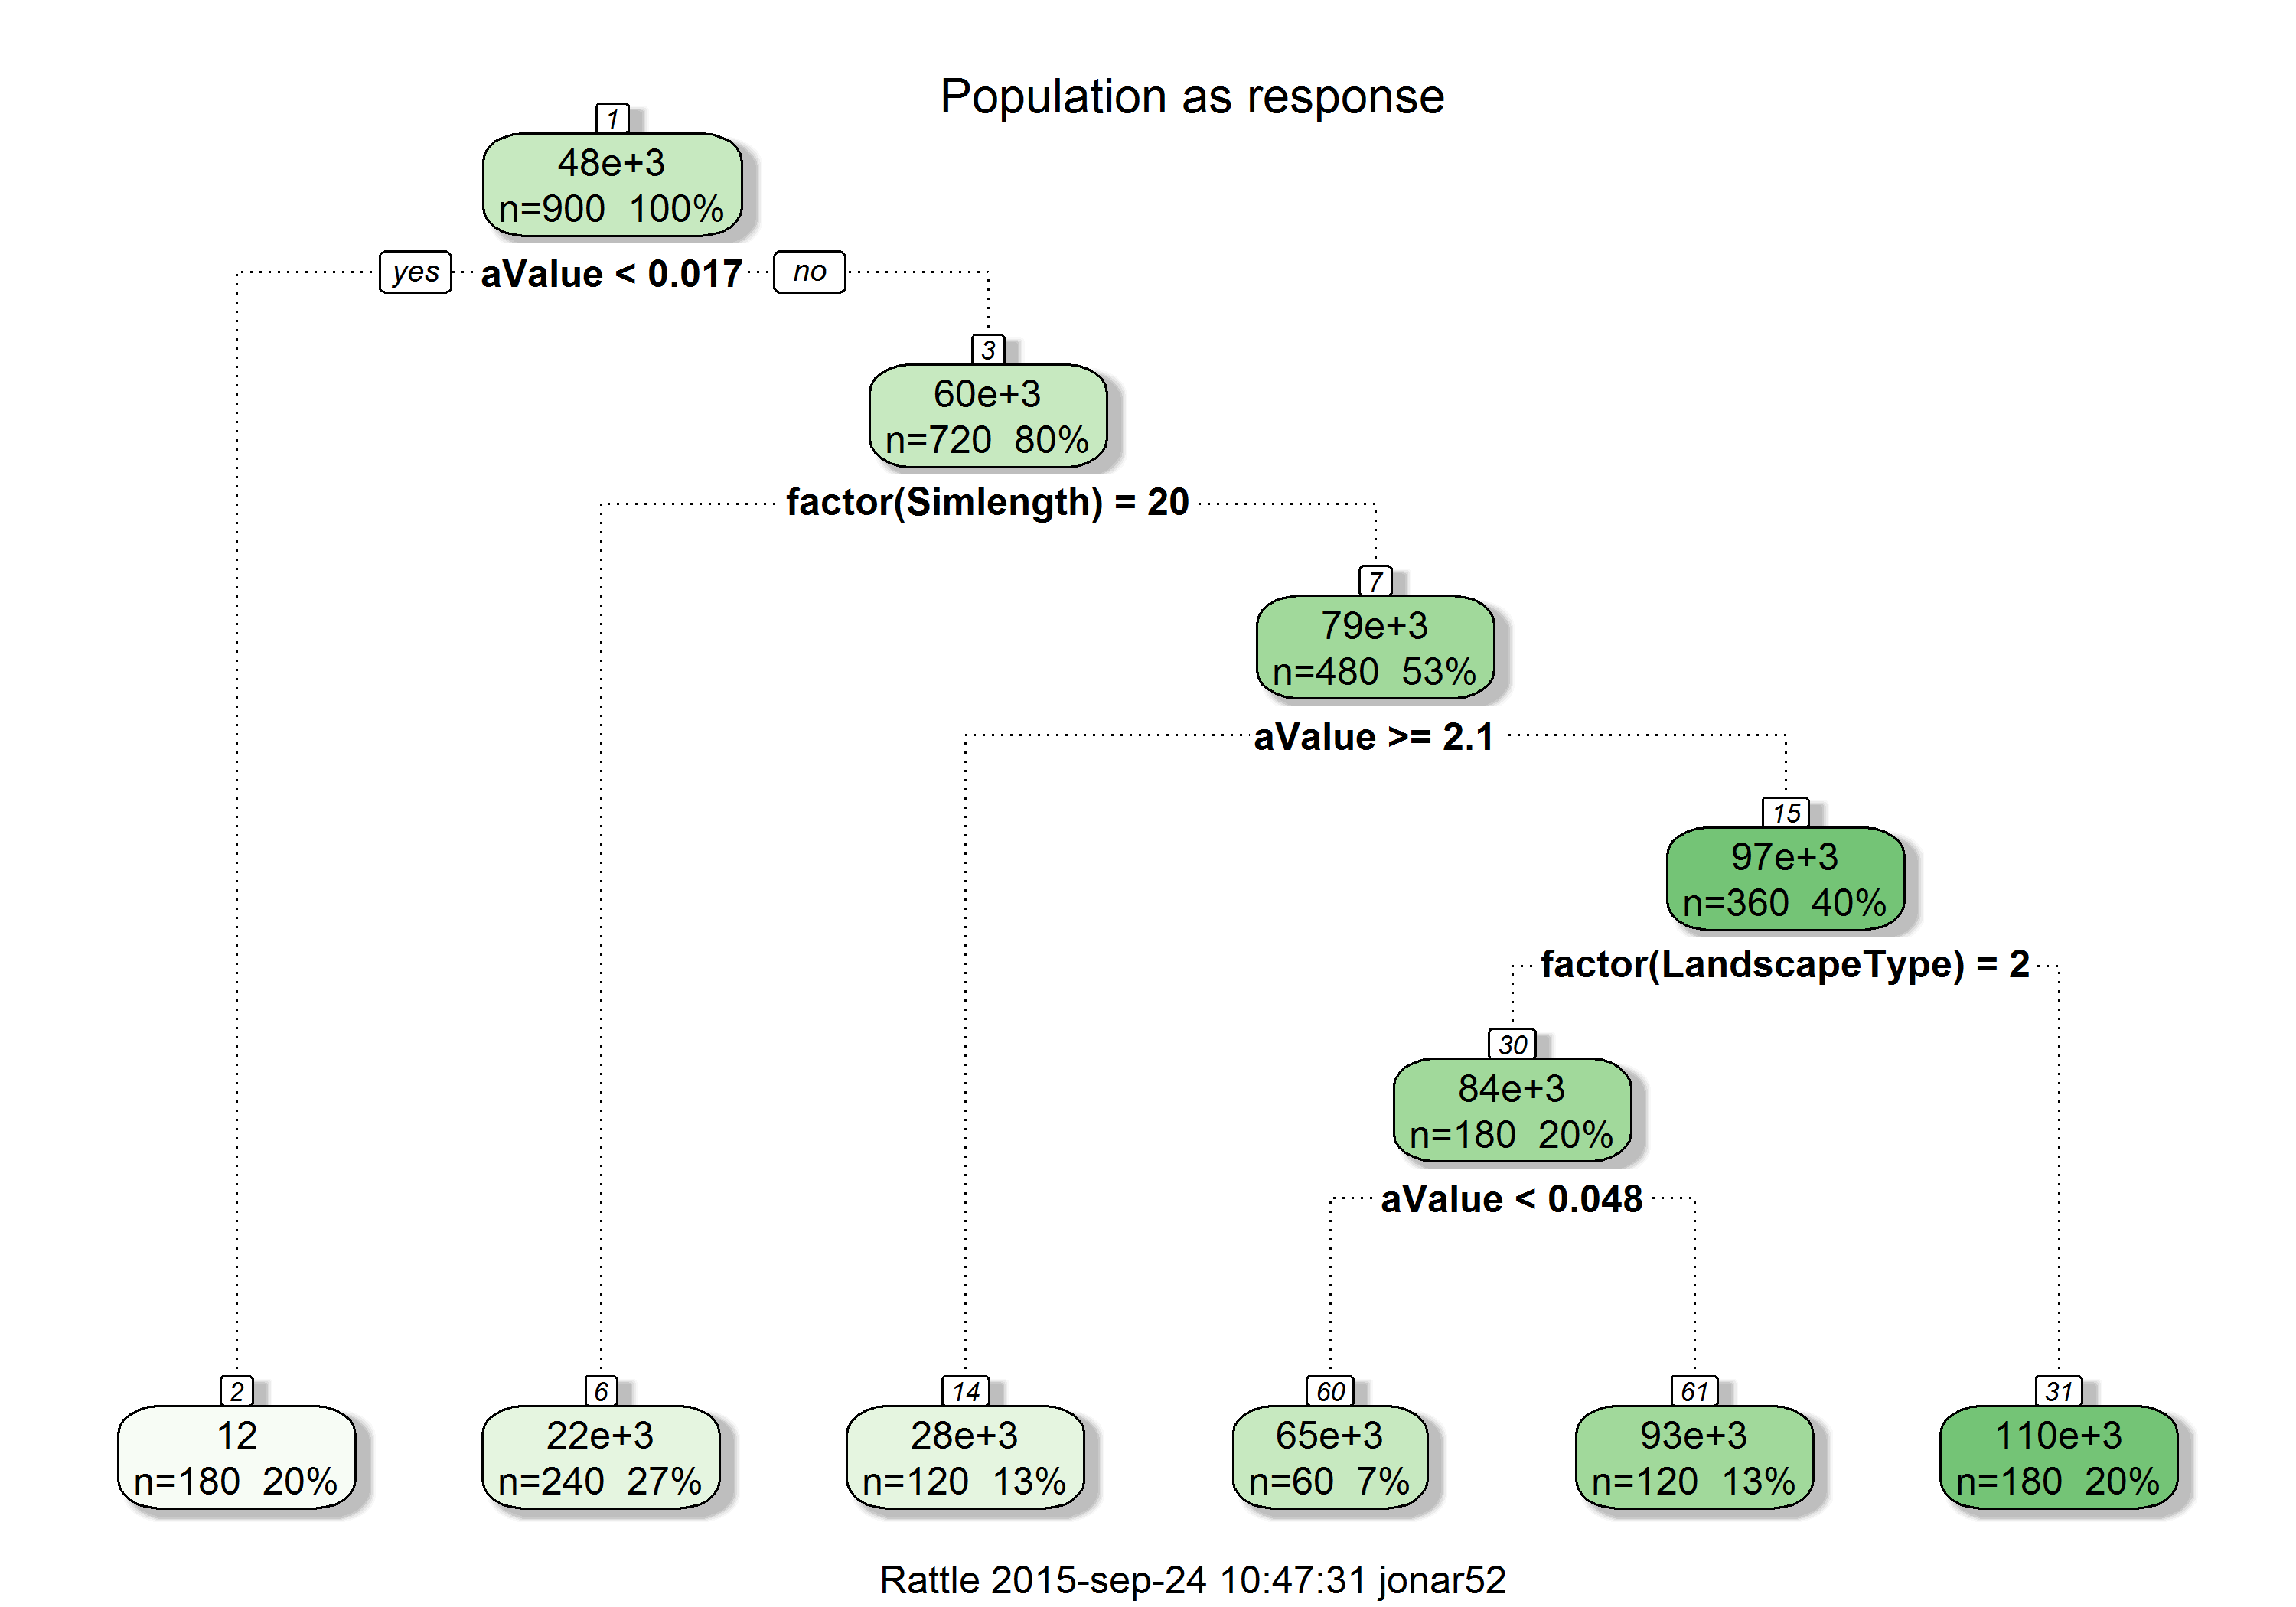 Population as response
1
48e+3
n=900 100%
yes aValue < 0.017 no
3
60e+3
n=720 80%
factor(Simlength) = 20
7
79e+3
n=480 53%
aValue >= 2.1
15
97e+3
n=360 40%
factor(LandscapeType) = 2
30
84e+3
n=180 20%
aValue < 0.048
2
12
n=180 20%
6
22e+3
n=240 27%
14
28e+3
n=120 13%
60
65e+3
n=60 7%
61
93e+3
n=120 13%
31
110e+3
n=180 20%
Rattle 2015-sep-24 10:47:31 jonar52